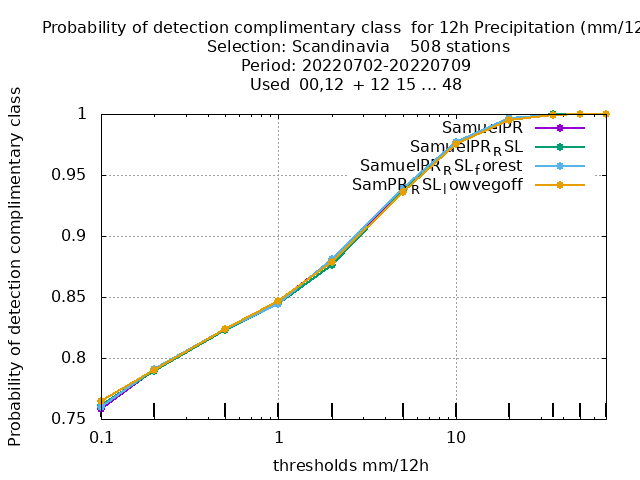 Probability of detection complimentary class  for 12h Precipitation (mm/12
Selection: Scandinavia    508 stations
Period: 20220702-20220709
Used  00,12  + 12 15 ... 48
Probability of detection complimentary class
1
0.95
0.9
0.85
0.8
0.75
SamuelPR
SamuelPR_RSL
SamuelPR_RSL_forest
SamPR_RSL_lowvegoff
0.1
1
10
thresholds mm/12h